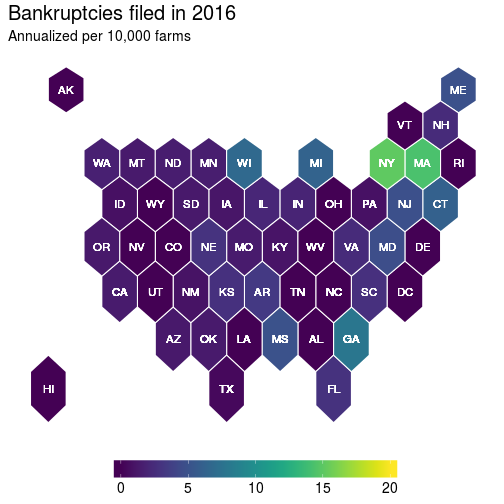 Bankruptcies filed in 2016
Annualized per 10,000 farms
AK ME
VT NH
WA MT ND MN WI MI NY MA RI
ID WY SD IA IL IN OH PA NJ CT
OR NV CO NE MO KY WV VA MD DE
CA UT NM KS AR TN NC SC DC
AZ OK LA MS AL GA
HI TX FL
0 5 10 15 20